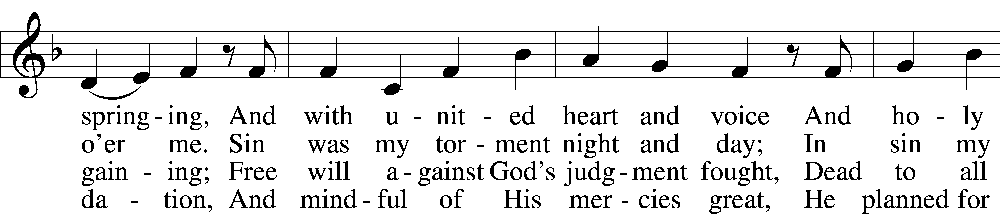 spring - ing, And with u - nit - ed heart and voice And ho - ly
o’er me. Sin was my tor - ment night and day; In sin my
gain - ing; Free will a - gainst God’s judg - ment fought, Dead to all
da - tion, And mind - ful of His mer - cies great, He planned for